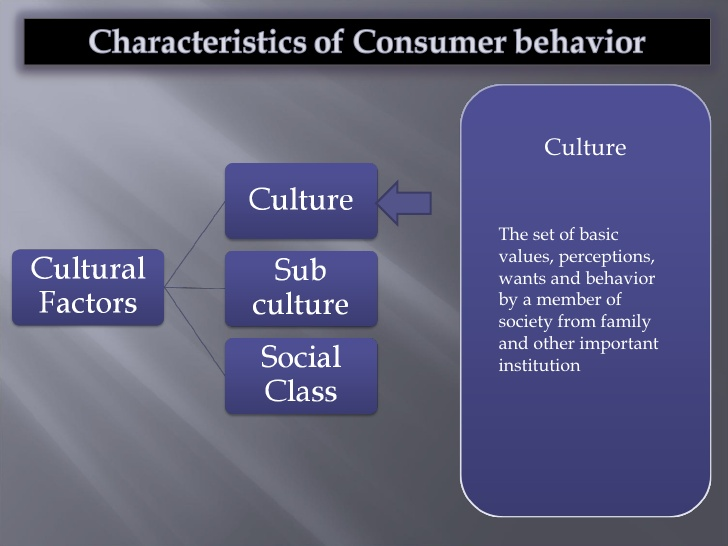 Characteristics of Consumer behavior
Cultural
Factors
Culture
Sub
culture
Social
Class
Culture
The set of basic
values, perceptions,
wants and behavior
by a member of
society from family
and other important
institution